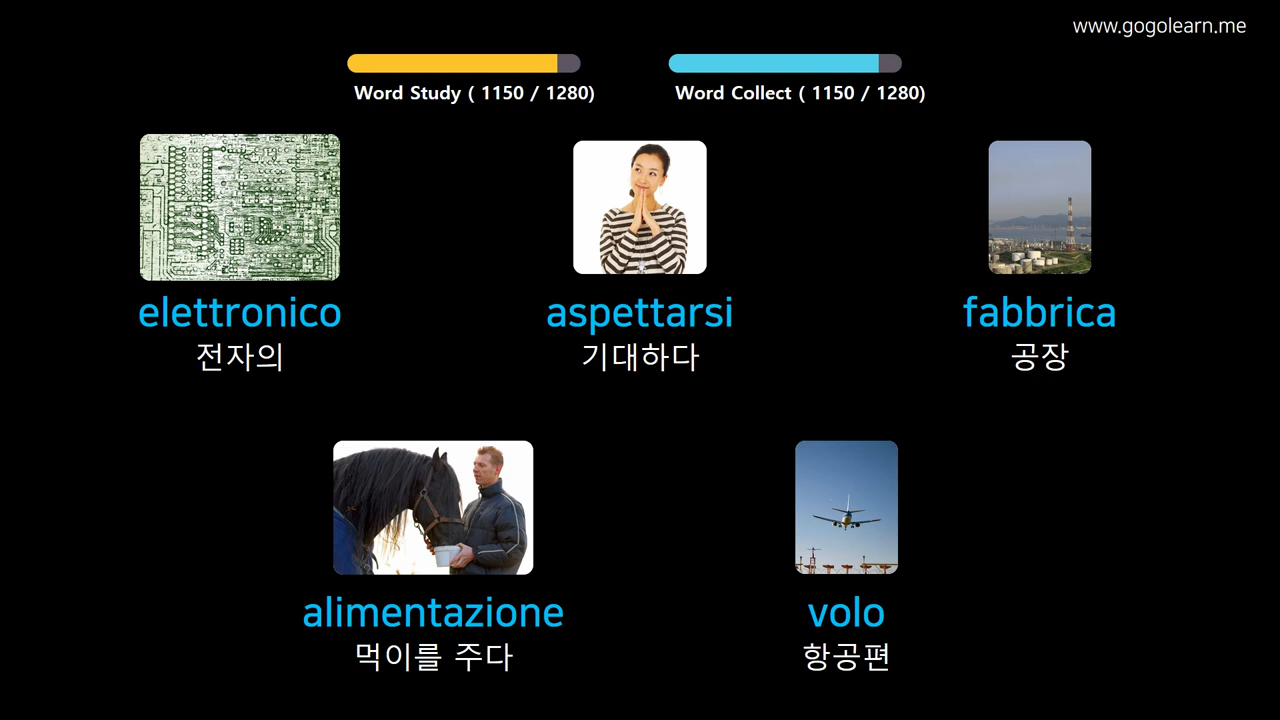 www.gogolearn.me
Word Study ( 1150 / 1280)
Word Collect ( 1150 / 1280)
elettronico
전자의
aspettarsi
기대하다
fabbrica
공장
alimentazione
먹이를 주다
volo
항공편